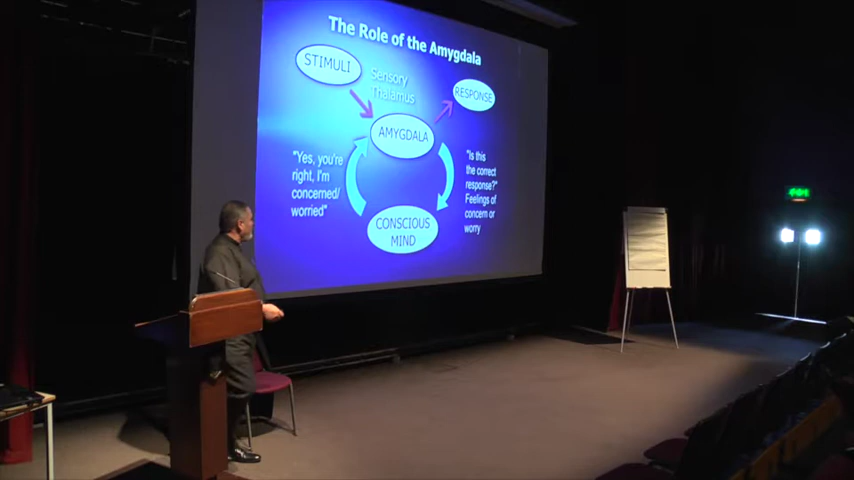 The Role of the Amygdala
STIMULI
Sensory
Thalamus
RESPONSE
AMYGDALA
"Yes, you're
right, I'm
concerned/
worried"
"Is this
the correct
response?"
Feelings of
concern or
worry
CONSCIOUS
MIND